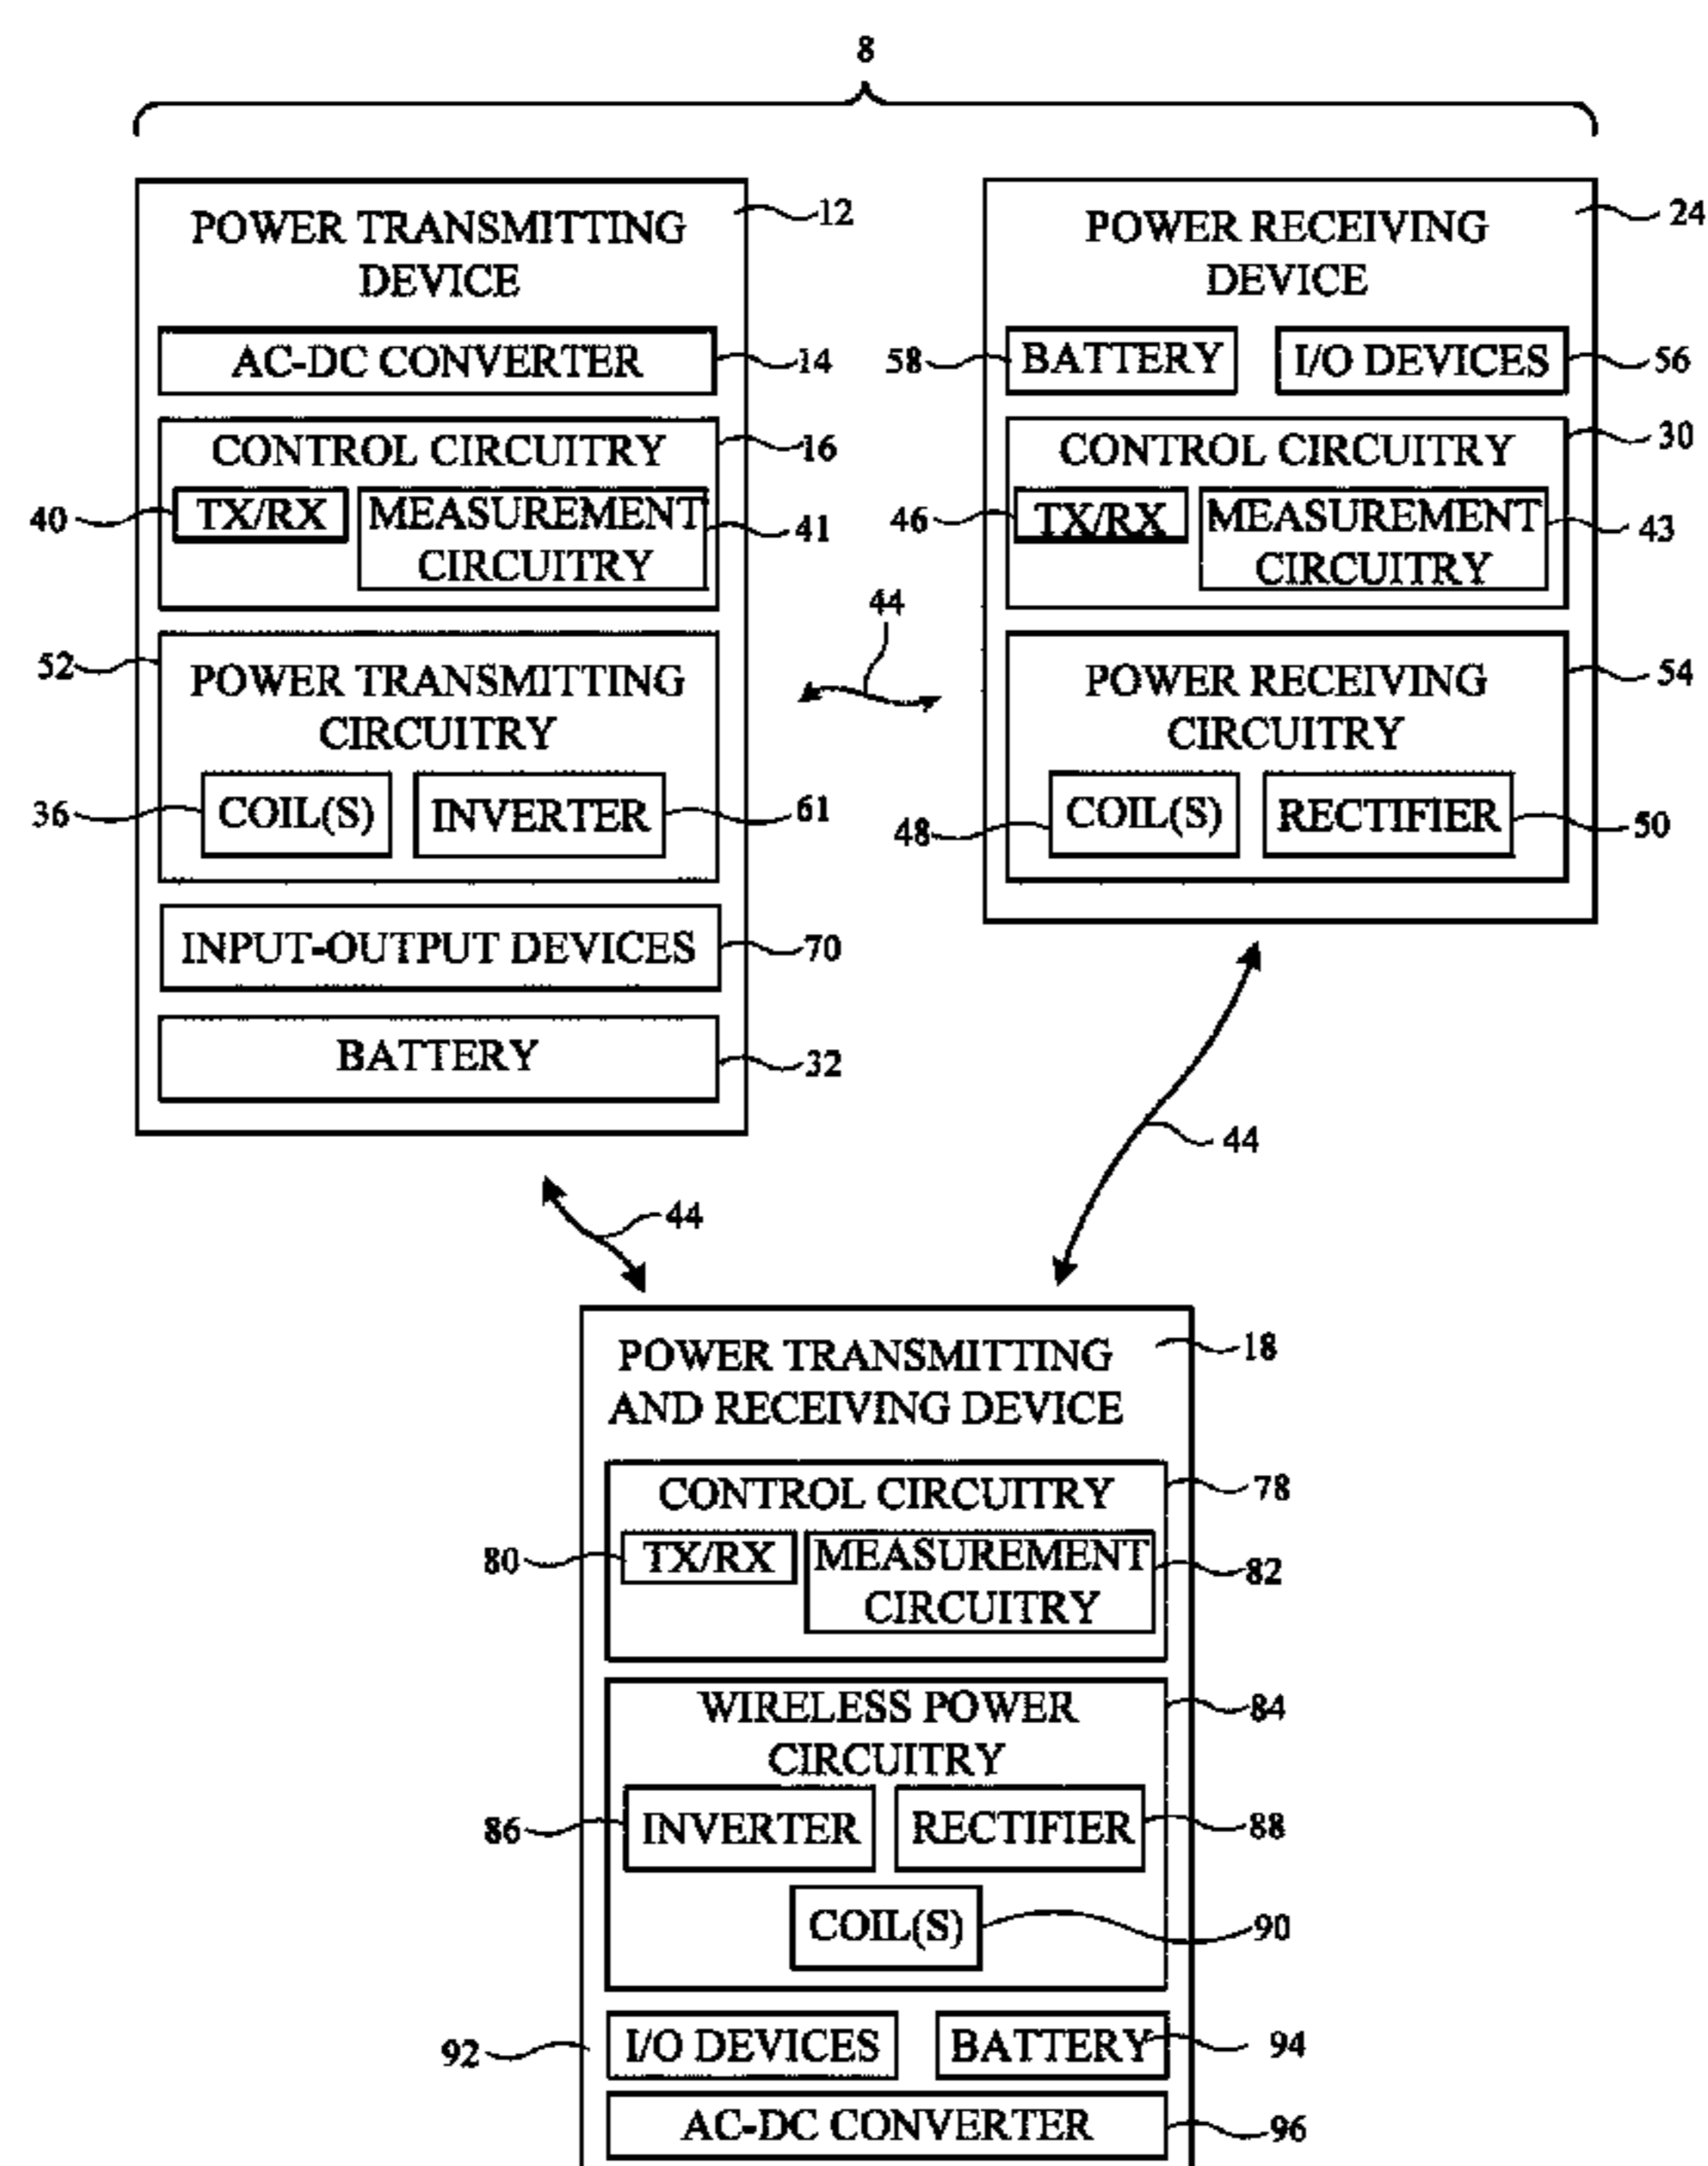 8
POWER TRANSMITTING
DEVICE
12
AC-DC CONVERTER
14
CONTROL CIRCUITRY
16
40
TX/RX
MEASUREMENT
CIRCUITRY
41
52
POWER TRANSMITTING
CIRCUITRY
36
COIL(S)
INVERTER
61
INPUT-OUTPUT DEVICES
70
BATTERY
32
44
POWER RECEIVING
DEVICE
24
58
BATTERY
I/O DEVICES
56
CONTROL CIRCUITRY
30
46
TX/RX
MEASUREMENT
CIRCUITRY
43
POWER RECEIVING
CIRCUITRY
54
48
COIL(S)
RECTIFIER
50
44
44
POWER TRANSMITTING
AND RECEIVING DEVICE
18
CONTROL CIRCUITRY
78
80
TX/RX
MEASUREMENT
CIRCUITRY
82
WIRELESS POWER
CIRCUITRY
84
86
INVERTER
RECTIFIER
88
COIL(S)
90
92
I/O DEVICES
BATTERY
94
AC-DC CONVERTER
96